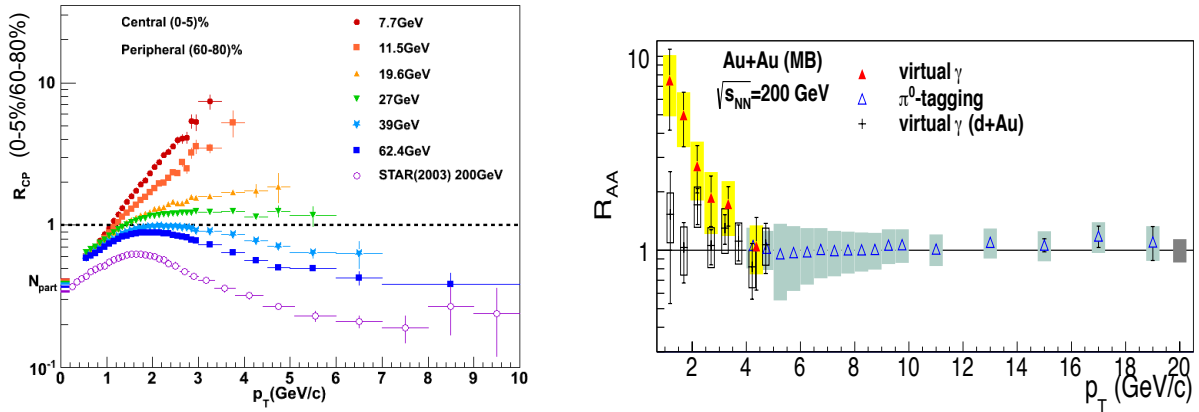 Central (0-5)%
Peripheral (60-80)%
7.7GeV
11.5GeV
19.6GeV
27GeV
39GeV
62.4GeV
STAR(2003) 200GeV
R_CP (0-5%/60-80%)
10
1
N_part
10^-1
0 1 2 3 4 5 6 7 8 9 10
p_T(GeV/c)
Au+Au (MB)
√s_NN=200 GeV
virtual γ
π^0-tagging
virtual γ (d+Au)
R_AA
10
1
2 4 6 8 10 12 14 16 18 20
p_T (GeV/c)